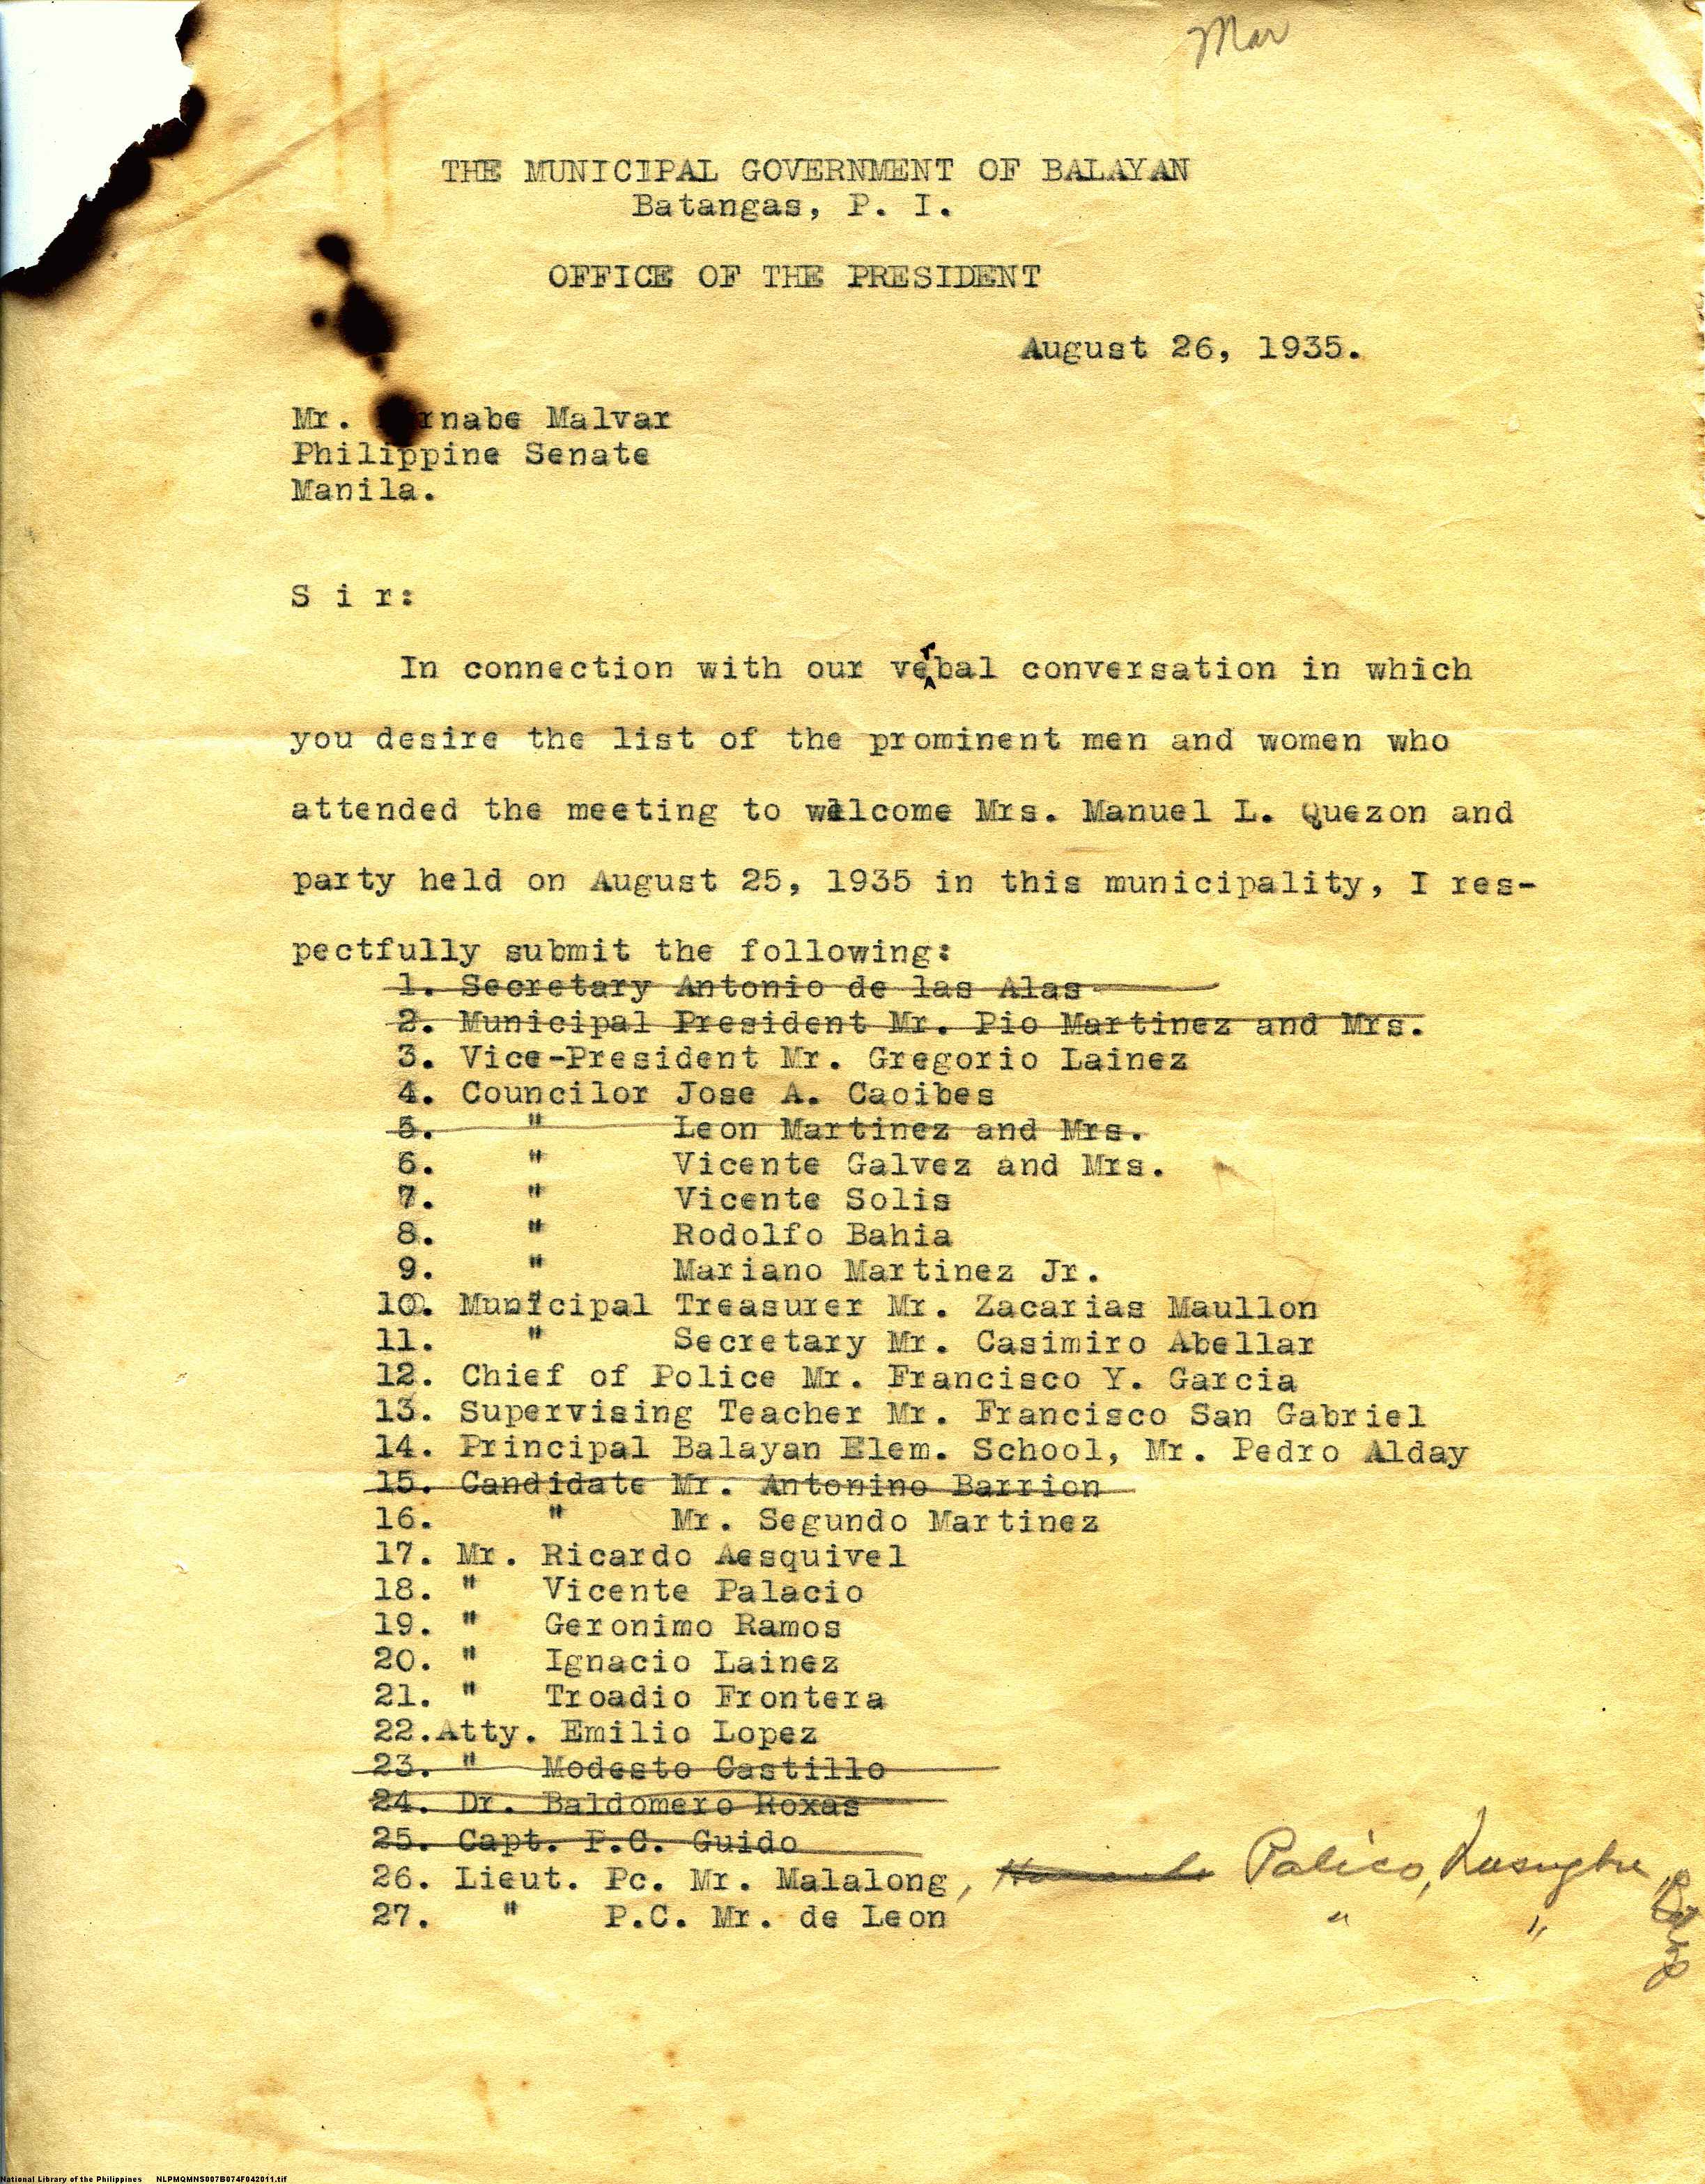 Mar
THE MUNICIPAL GOVERNMENT OF BALAYAN
Batangas, P. I.
OFFICE OF THE PRESIDENT
August 26, 1935.
Mr. rnabe Malvar
Philippine Senate
Manila.
S i r:
In connection with our verbal conversation in which
you desire the list of the prominent men and women who
attended the meeting to welcome Mrs. Manuel L. Quezon and
party held on August 25, 1935 in this municipality, I res-
pectfully submit the following:
1. Secretary Antonio de las Alas
2. Municipal President Mr. Pio Martinez and Mrs.
3. Vice-President Mr. Gregorio Lainez
4. Councilor Jose A. Caoibes
5. " Leon Martinez and Mrs.
6. " Vicente Galvez and Mrs.
7. " Vicente Solis
8. " Rodolfo Bahia
9. " Mariano Martinez Jr.
10. Municipal Treasurer Mr. Zacarias Maullon
11. " Secretary Mr. Casimiro Abellar
12. Chief of Police Mr. Francisco Y. Garcia
13. Supervising Teacher Mr. Francisco San Gabriel
14. Principal Balayan Elem. School, Mr. Pedro Alday
15. Candidate Mr. Antonino Barrion
16. " Mr. Segundo Martinez
17. Mr. Ricardo Aesquivel
18. " Vicente Palacio
19. " Geronimo Ramos
20. " Ignacio Lainez
21. " Troadio Frontera
22.Atty. Emilio Lopez
23. " Modesto Castillo
24. Dr. Baldomero Roxas
25. Capt. P.C. Guido
26. Lieut. Pc. Mr. Malalong, Palico,
27. " P.C. Mr. de Leon " "
National Library of the Philippines NLPMQMNS007B074F042011.tif